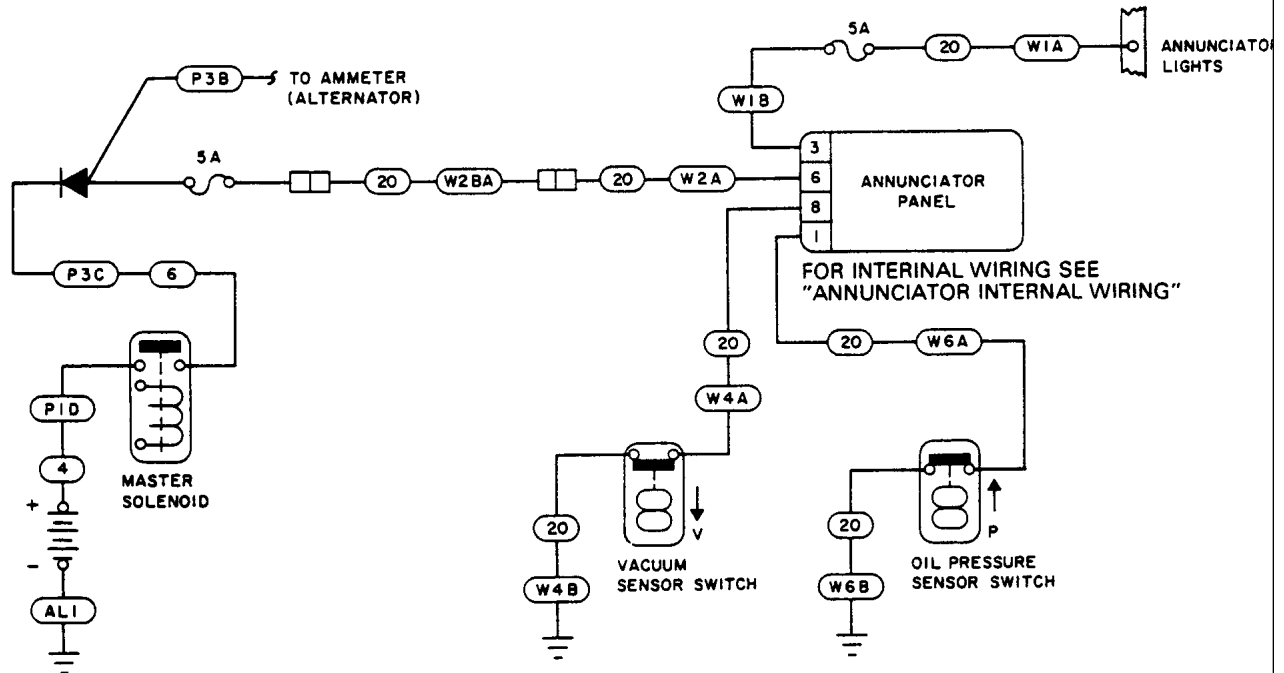 5A
20
W1A
ANNUNCIATOR
LIGHTS
P3B
TO AMMETER
(ALTERNATOR)
W1B
5A
20
W2BA
20
W2A
3
6
8
1
ANNUNCIATOR
PANEL
FOR INTERINAL WIRING SEE
"ANNUNCIATOR INTERNAL WIRING"
P3C
6
20
W6A
20
W4A
P1D
4
MASTER
SOLENOID
+
-
AL1
20
W4B
V
VACUUM
SENSOR SWITCH
20
W6B
P
OIL PRESSURE
SENSOR SWITCH